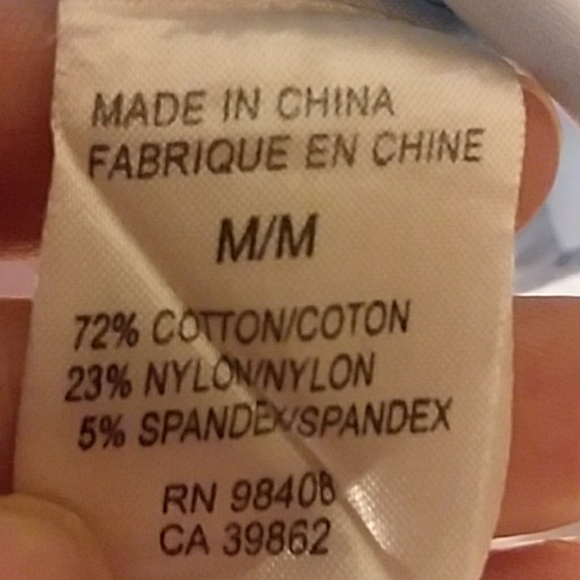 MADE IN CHINA
FABRIQUE EN CHINE
M/M
72% COTTON/COTON
23% NYLON/NYLON
5% SPANDEX/SPANDEX
RN 98408
CA 39862